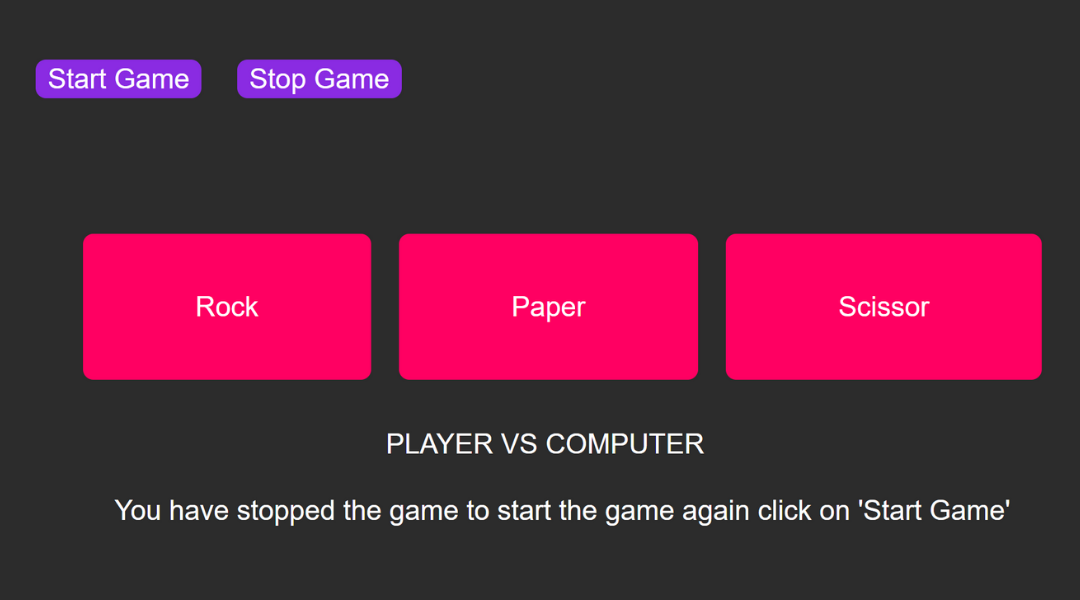 Start Game Stop Game
Rock Paper Scissor
PLAYER VS COMPUTER
You have stopped the game to start the game again click on 'Start Game'